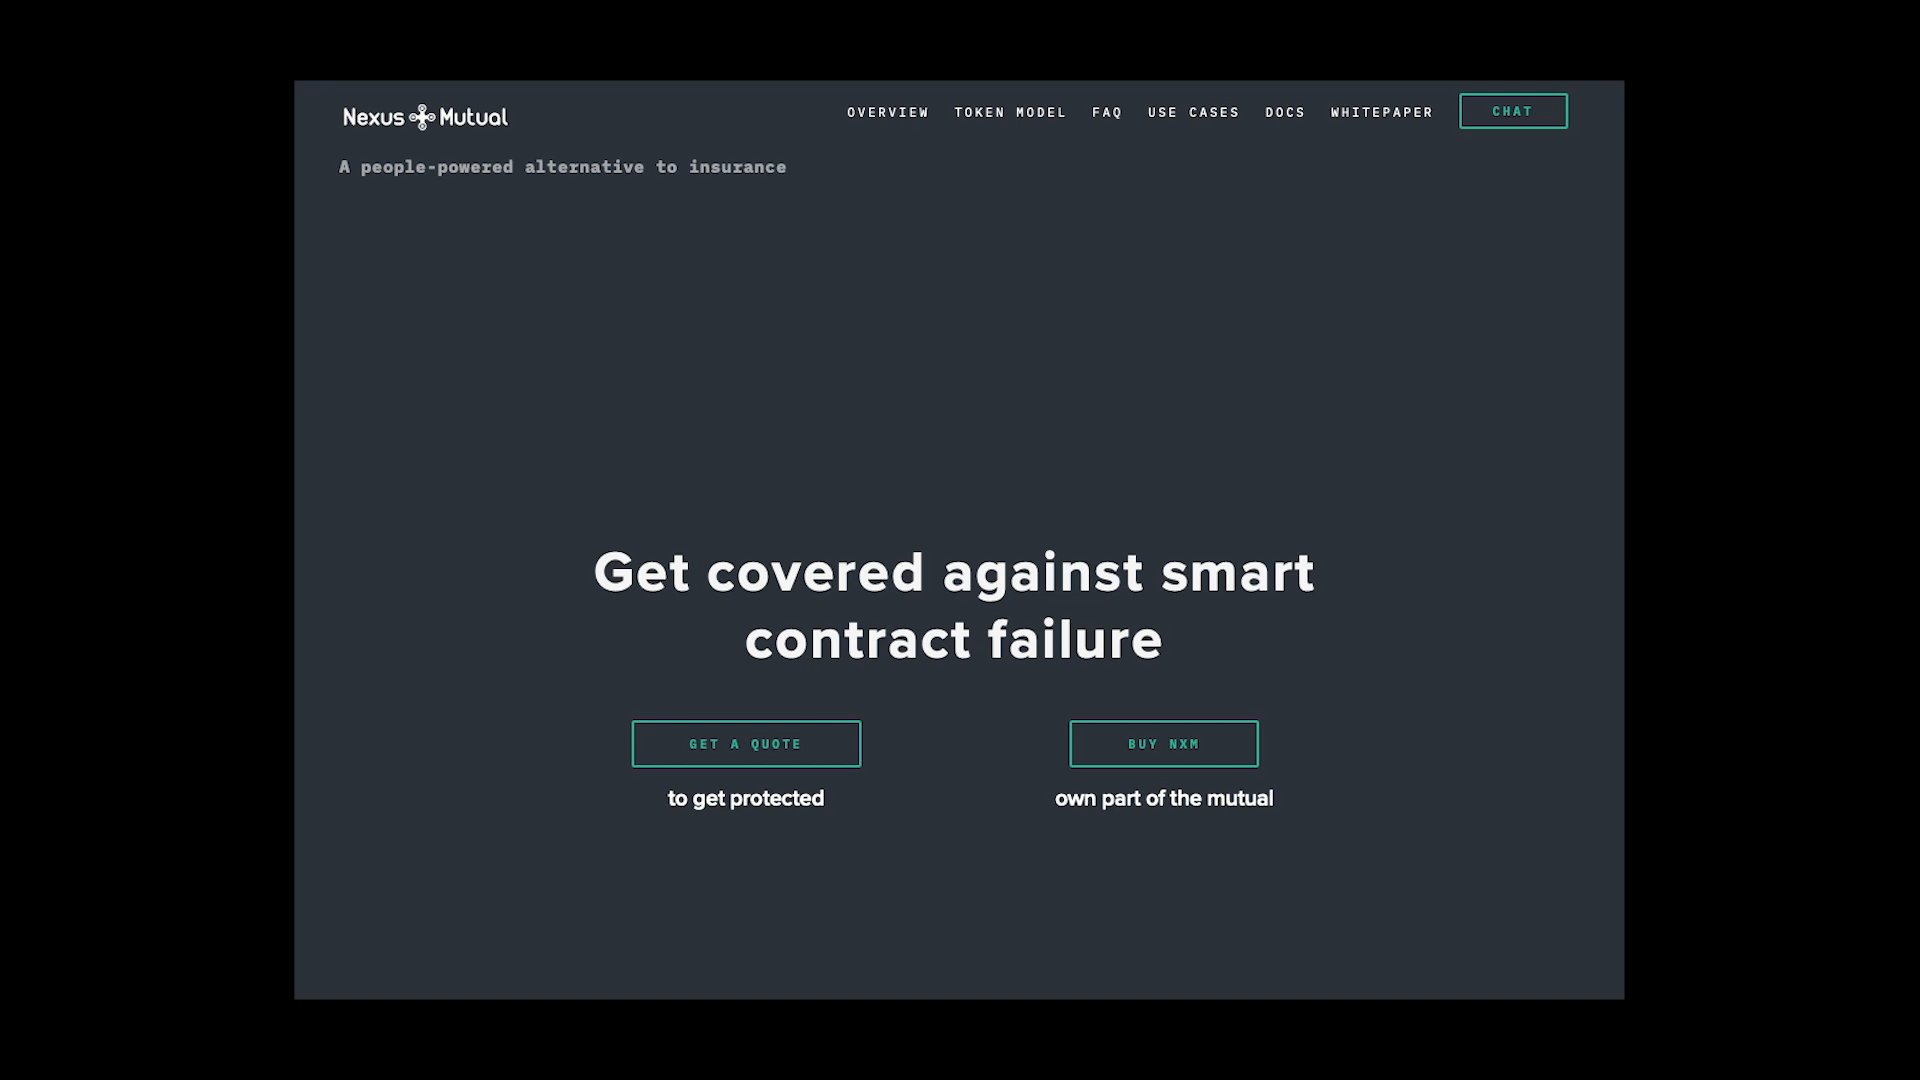 Nexus Mutual
OVERVIEW TOKEN MODEL FAQ USE CASES DOCS WHITEPAPER CHAT
A people-powered alternative to insurance
Get covered against smart
contract failure
GET A QUOTE BUY NXM
to get protected own part of the mutual